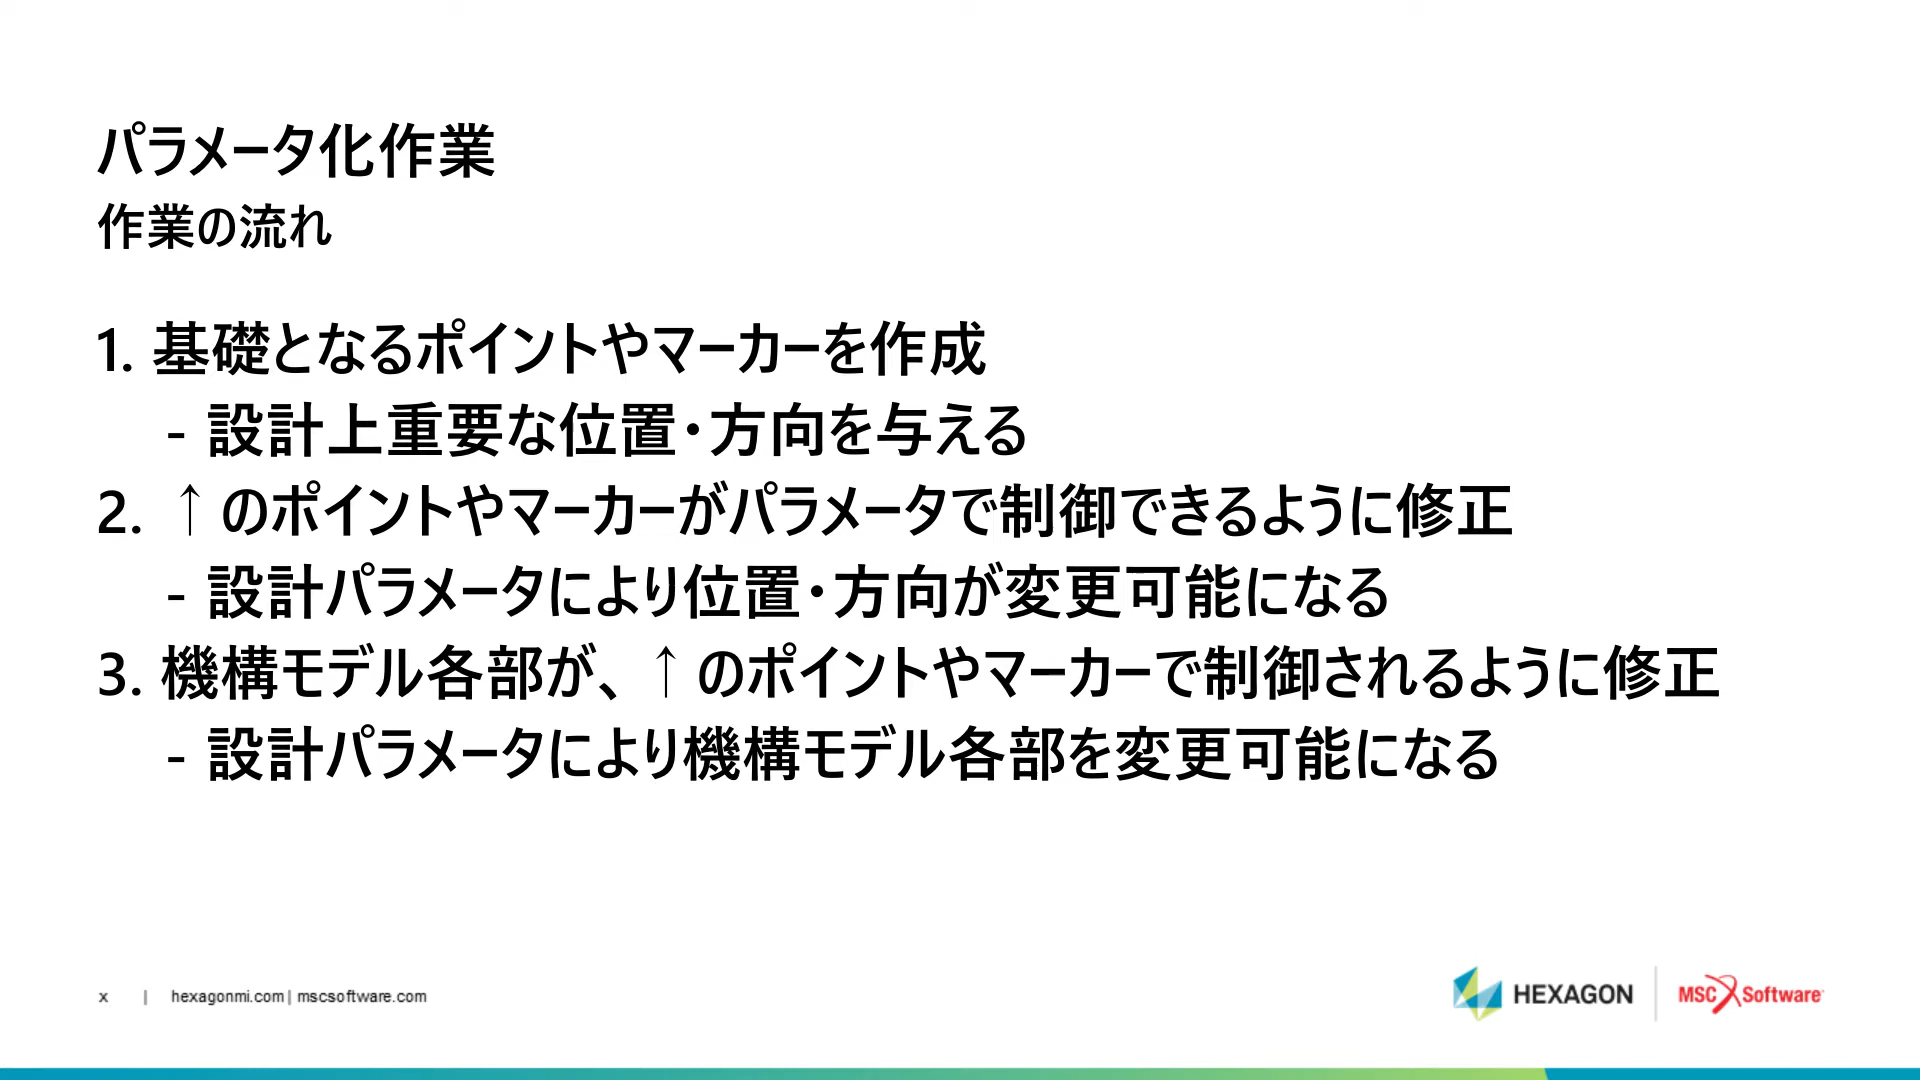 パラメータ化作業
作業の流れ
1. 基礎となるポイントやマーカーを作成
- 設計上重要な位置・方向を与える
2. ↑のポイントやマーカーがパラメータで制御できるように修正
- 設計パラメータにより位置・方向が変更可能になる
3. 機構モデル各部が、↑のポイントやマーカーで制御されるように修正
- 設計パラメータにより機構モデル各部を変更可能になる
x | hexagonmi.com | mscsoftware.com
HEXAGON
MSC Software